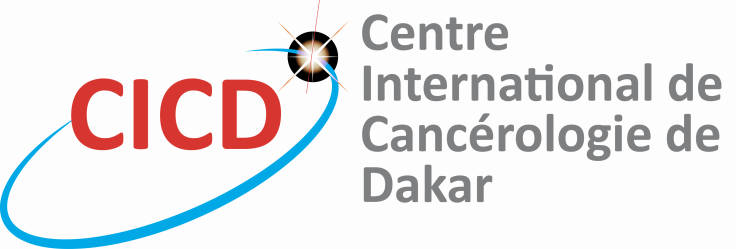 CICD
Centre
International de
Cancérologie de
Dakar